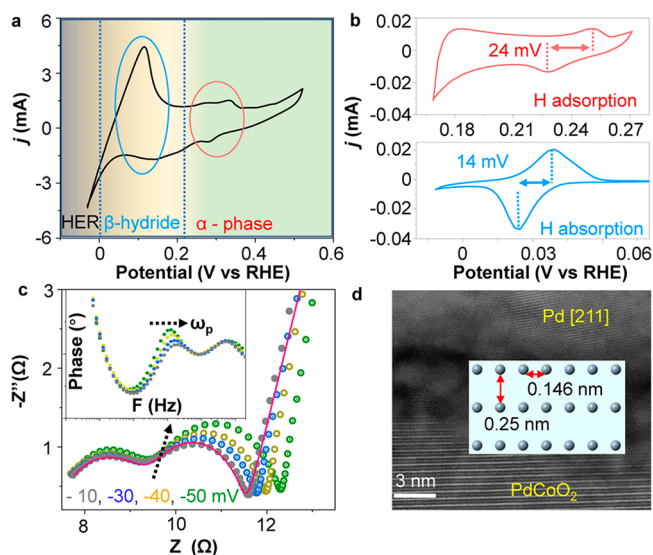 a
6
3
0
-3
-6
j (mA)
HER
β-hydride
α - phase
0.0
0.2
0.4
0.6
Potential (V vs RHE)
b
0.02
0.00
-0.02
-0.04
24 mV
H adsorption
0.18
0.21
0.24
0.27
j (mA)
0.02
0.00
-0.02
-0.04
14 mV
H absorption
0
0.03
0.06
Potential (V vs RHE)
c
3
2
1
-Z''(Ω)
Phase (°)
ωp
F (Hz)
- 10, -30, -40, -50 mV
8
10
12
14
Z (Ω)
d
Pd [211]
0.146 nm
0.25 nm
3 nm
PdCoO₂